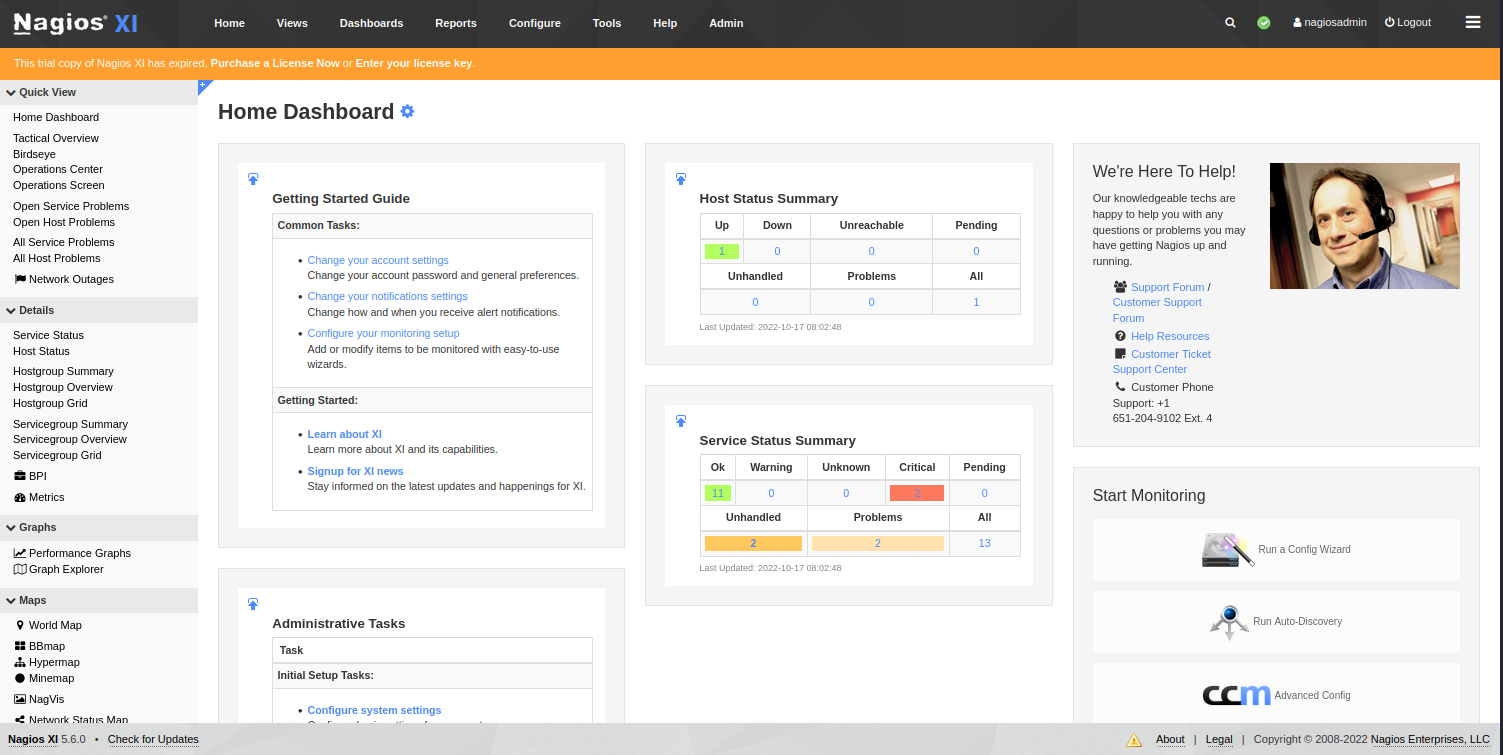 Nagios® XI
Home Views Dashboards Reports Configure Tools Help Admin
nagiosadmin Logout
This trial copy of Nagios XI has expired. Purchase a License Now or Enter your license key.
Quick View
Home Dashboard
Tactical Overview
Birdseye
Operations Center
Operations Screen
Open Service Problems
Open Host Problems
All Service Problems
All Host Problems
Network Outages
Details
Service Status
Host Status
Hostgroup Summary
Hostgroup Overview
Hostgroup Grid
Servicegroup Summary
Servicegroup Overview
Servicegroup Grid
BPI
Metrics
Graphs
Performance Graphs
Graph Explorer
Maps
World Map
BBmap
Hypermap
Minemap
NagVis
Network Status Map
Home Dashboard
Getting Started Guide
Common Tasks:
• Change your account settings
Change your account password and general preferences.
• Change your notifications settings
Change how and when you receive alert notifications.
• Configure your monitoring setup
Add or modify items to be monitored with easy-to-use
wizards.
Getting Started:
• Learn about XI
Learn more about XI and its capabilities.
• Signup for XI news
Stay informed on the latest updates and happenings for XI.
Administrative Tasks
Task
Initial Setup Tasks:
• Configure system settings
Host Status Summary
Up Down Unreachable Pending
1 0 0 0
Unhandled Problems All
0 0 1
Last Updated: 2022-10-17 08:02:48
Service Status Summary
Ok Warning Unknown Critical Pending
11 0 0 2 0
Unhandled Problems All
2 2 13
Last Updated: 2022-10-17 08:02:48
We're Here To Help!
Our knowledgeable techs are
happy to help you with any
questions or problems you may
have getting Nagios up and
running.
Support Forum /
Customer Support
Forum
Help Resources
Customer Ticket
Support Center
Customer Phone
Support: +1
651-204-9102 Ext. 4
Start Monitoring
Run a Config Wizard
Run Auto-Discovery
ccm Advanced Config
Nagios XI 5.6.0 • Check for Updates
About | Legal | Copyright © 2008-2022 Nagios Enterprises, LLC